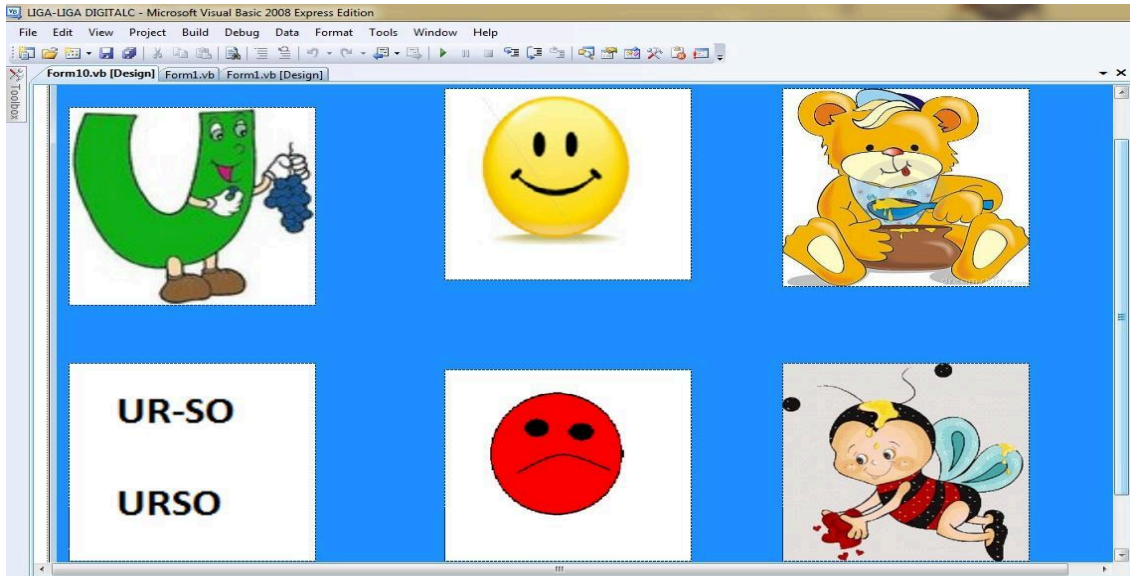 LIGA-LIGA DIGITALC - Microsoft Visual Basic 2008 Express Edition
File Edit View Project Build Debug Data Format Tools Window Help
Form10.vb [Design] Form1.vb Form1.vb [Design]
Toolbox
UR-SO
URSO